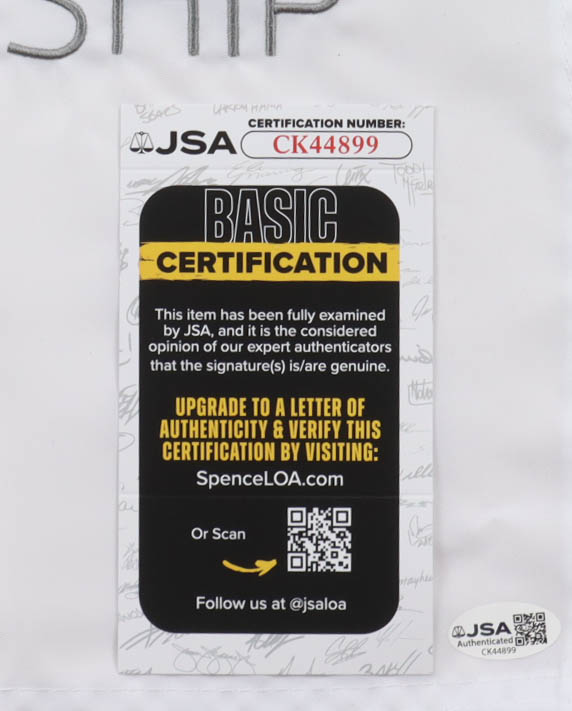 SHIP
CERTIFICATION NUMBER:
JSA CK44899
BASIC
CERTIFICATION
This item has been fully examined
by JSA, and it is the considered
opinion of our expert authenticators
that the signature(s) is/are genuine.
UPGRADE TO A LETTER OF
AUTHENTICITY & VERIFY THIS
CERTIFICATION BY VISITING:
SpenceLOA.com
Or Scan
Follow us at @jsaloa
JSA
Authenticated
CK44899